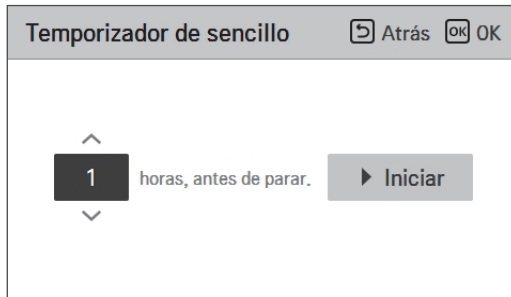 Temporizador de sencillo Atrás OK OK
1 horas, antes de parar. Iniciar